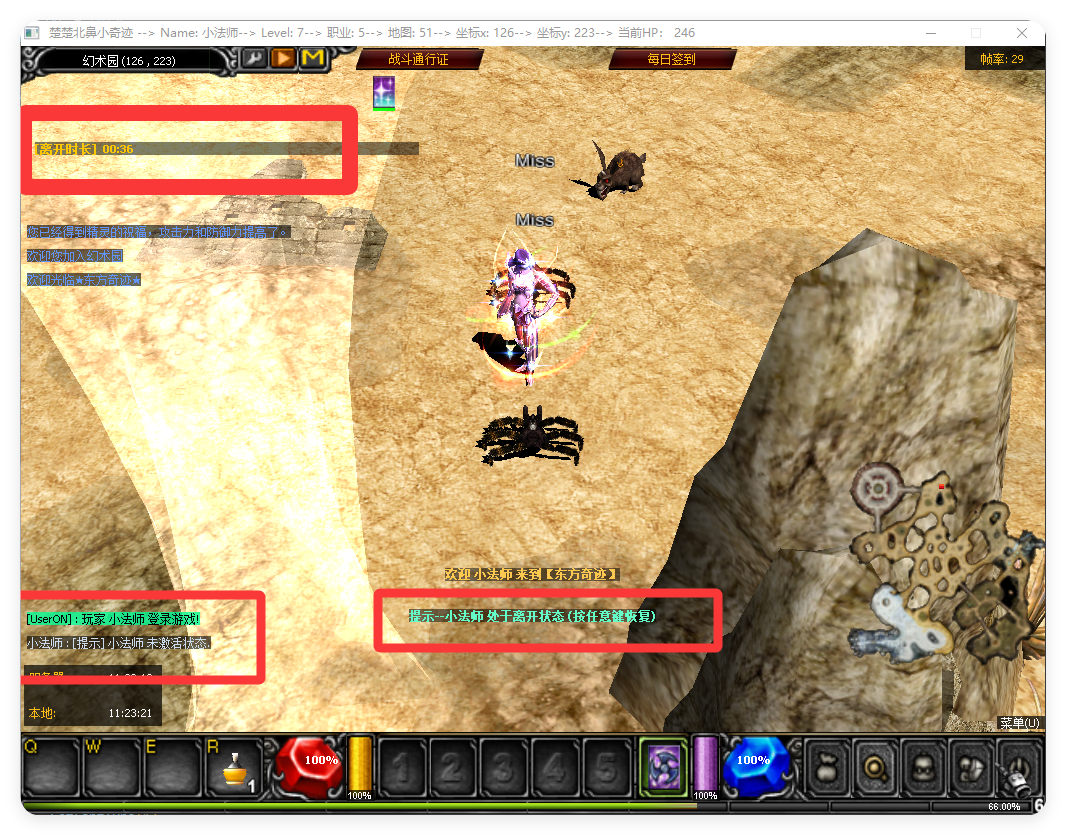 楚楚北鼻小奇迹 --> Name: 小法师--> Level: 7--> 职业: 5--> 地图: 51--> 坐标x: 126--> 坐标y: 223--> 当前HP: 246
幻术园 (126 , 223)
M
战斗通行证
每日签到
帧率: 29
[离开时长] 00:36
Miss
Miss
您已经得到精灵的祝福，攻击力和防御力提高了。
欢迎您加入幻术园
欢迎光临★东方奇迹★
欢迎 小法师 来到【东方奇迹】
提示--小法师 处于离开状态 (按任意键恢复)
[UserON] : 玩家 小法师 登录游戏!
小法师 : [提示] 小法师 未激活状态.
本地: 11:23:21
菜单(U)
Q W E R
1
100%
100%
1 2 3 4 5
100%
100%
66.00%
6